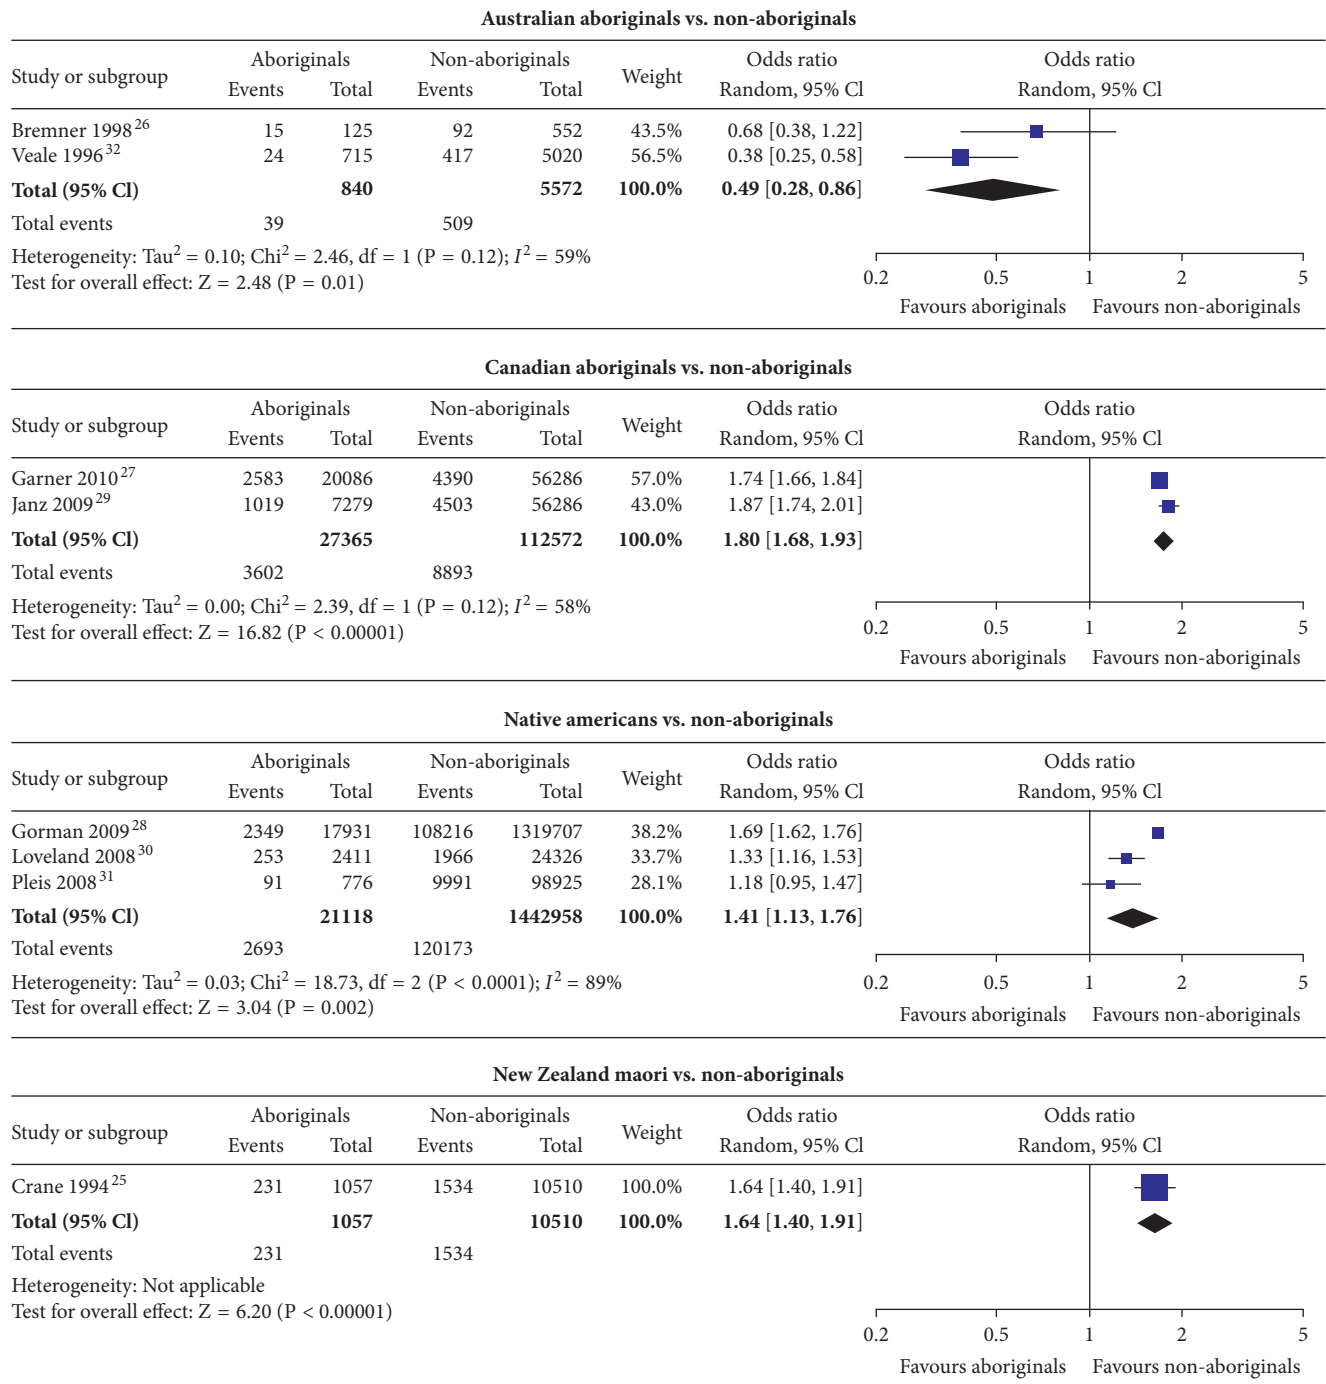 Australian aboriginals vs. non-aboriginals
Study or subgroup Aboriginals Non-aboriginals Weight Odds ratio Odds ratio
Events Total Events Total Random, 95% Cl Random, 95% Cl
Bremner 1998 26 15 125 92 552 43.5% 0.68 [0.38, 1.22]
Veale 1996 32 24 715 417 5020 56.5% 0.38 [0.25, 0.58]
Total (95% Cl) 840 5572 100.0% 0.49 [0.28, 0.86]
Total events 39 509
Heterogeneity: Tau² = 0.10; Chi² = 2.46, df = 1 (P = 0.12); I² = 59%
Test for overall effect: Z = 2.48 (P = 0.01)
0.2 0.5 1 2 5
Favours aboriginals Favours non-aboriginals
Canadian aboriginals vs. non-aboriginals
Study or subgroup Aboriginals Non-aboriginals Weight Odds ratio Odds ratio
Events Total Events Total Random, 95% Cl Random, 95% Cl
Garner 2010 27 2583 20086 4390 56286 57.0% 1.74 [1.66, 1.84]
Janz 2009 29 1019 7279 4503 56286 43.0% 1.87 [1.74, 2.01]
Total (95% Cl) 27365 112572 100.0% 1.80 [1.68, 1.93]
Total events 3602 8893
Heterogeneity: Tau² = 0.00; Chi² = 2.39, df = 1 (P = 0.12); I² = 58%
Test for overall effect: Z = 16.82 (P < 0.00001)
0.2 0.5 1 2 5
Favours aboriginals Favours non-aboriginals
Native americans vs. non-aboriginals
Study or subgroup Aboriginals Non-aboriginals Weight Odds ratio Odds ratio
Events Total Events Total Random, 95% Cl Random, 95% Cl
Gorman 2009 28 2349 17931 108216 1319707 38.2% 1.69 [1.62, 1.76]
Loveland 2008 30 253 2411 1966 24326 33.7% 1.33 [1.16, 1.53]
Pleis 2008 31 91 776 9991 98925 28.1% 1.18 [0.95, 1.47]
Total (95% Cl) 21118 1442958 100.0% 1.41 [1.13, 1.76]
Total events 2693 120173
Heterogeneity: Tau² = 0.03; Chi² = 18.73, df = 2 (P < 0.0001); I² = 89%
Test for overall effect: Z = 3.04 (P = 0.002)
0.2 0.5 1 2 5
Favours aboriginals Favours non-aboriginals
New Zealand maori vs. non-aboriginals
Study or subgroup Aboriginals Non-aboriginals Weight Odds ratio Odds ratio
Events Total Events Total Random, 95% Cl Random, 95% Cl
Crane 1994 25 231 1057 1534 10510 100.0% 1.64 [1.40, 1.91]
Total (95% Cl) 1057 10510 100.0% 1.64 [1.40, 1.91]
Total events 231 1534
Heterogeneity: Not applicable
Test for overall effect: Z = 6.20 (P < 0.00001)
0.2 0.5 1 2 5
Favours aboriginals Favours non-aboriginals